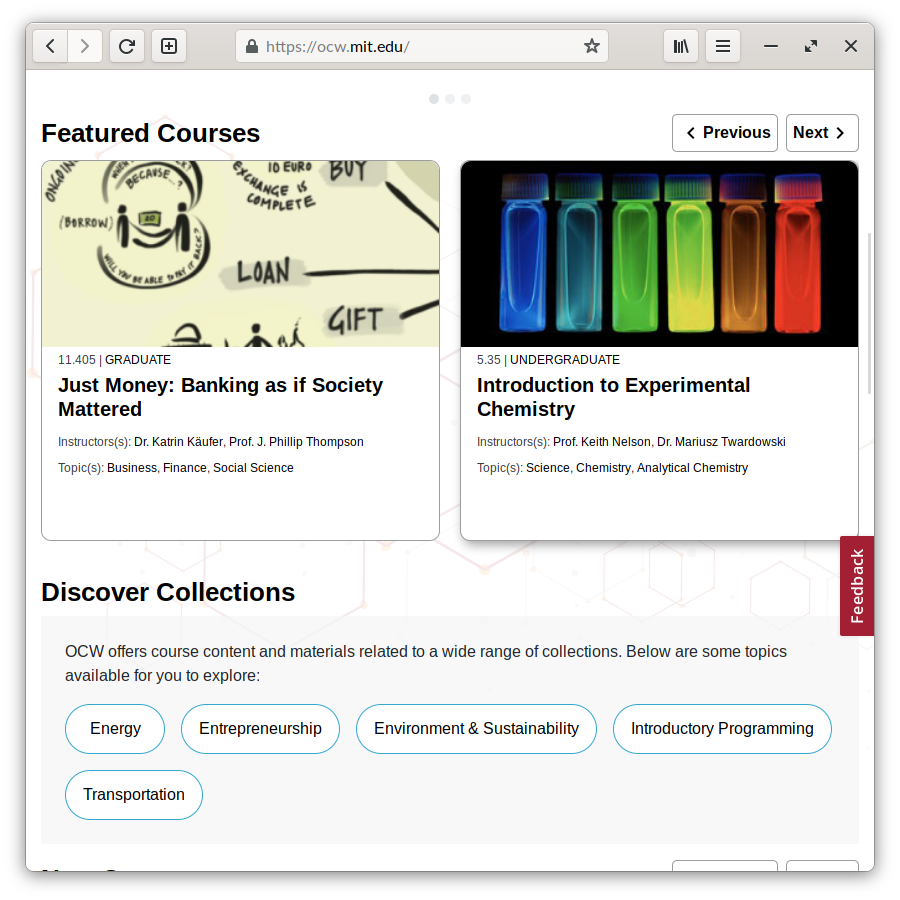 https://ocw.mit.edu/
Featured Courses
Previous
Next
ONGOING
BECAUSE...?
(BORROW)
20
WILL YOU BE ABLE TO PAY IT BACK?
10 EURO
EXCHANGE IS
COMPLETE
BUY
LOAN
GIFT
11.405 | GRADUATE
Just Money: Banking as if Society
Mattered
Instructors(s): Dr. Katrin Käufer, Prof. J. Phillip Thompson
Topic(s): Business, Finance, Social Science
5.35 | UNDERGRADUATE
Introduction to Experimental
Chemistry
Instructors(s): Prof. Keith Nelson, Dr. Mariusz Twardowski
Topic(s): Science, Chemistry, Analytical Chemistry
Feedback
Discover Collections
OCW offers course content and materials related to a wide range of collections. Below are some topics
available for you to explore:
Energy
Entrepreneurship
Environment & Sustainability
Introductory Programming
Transportation